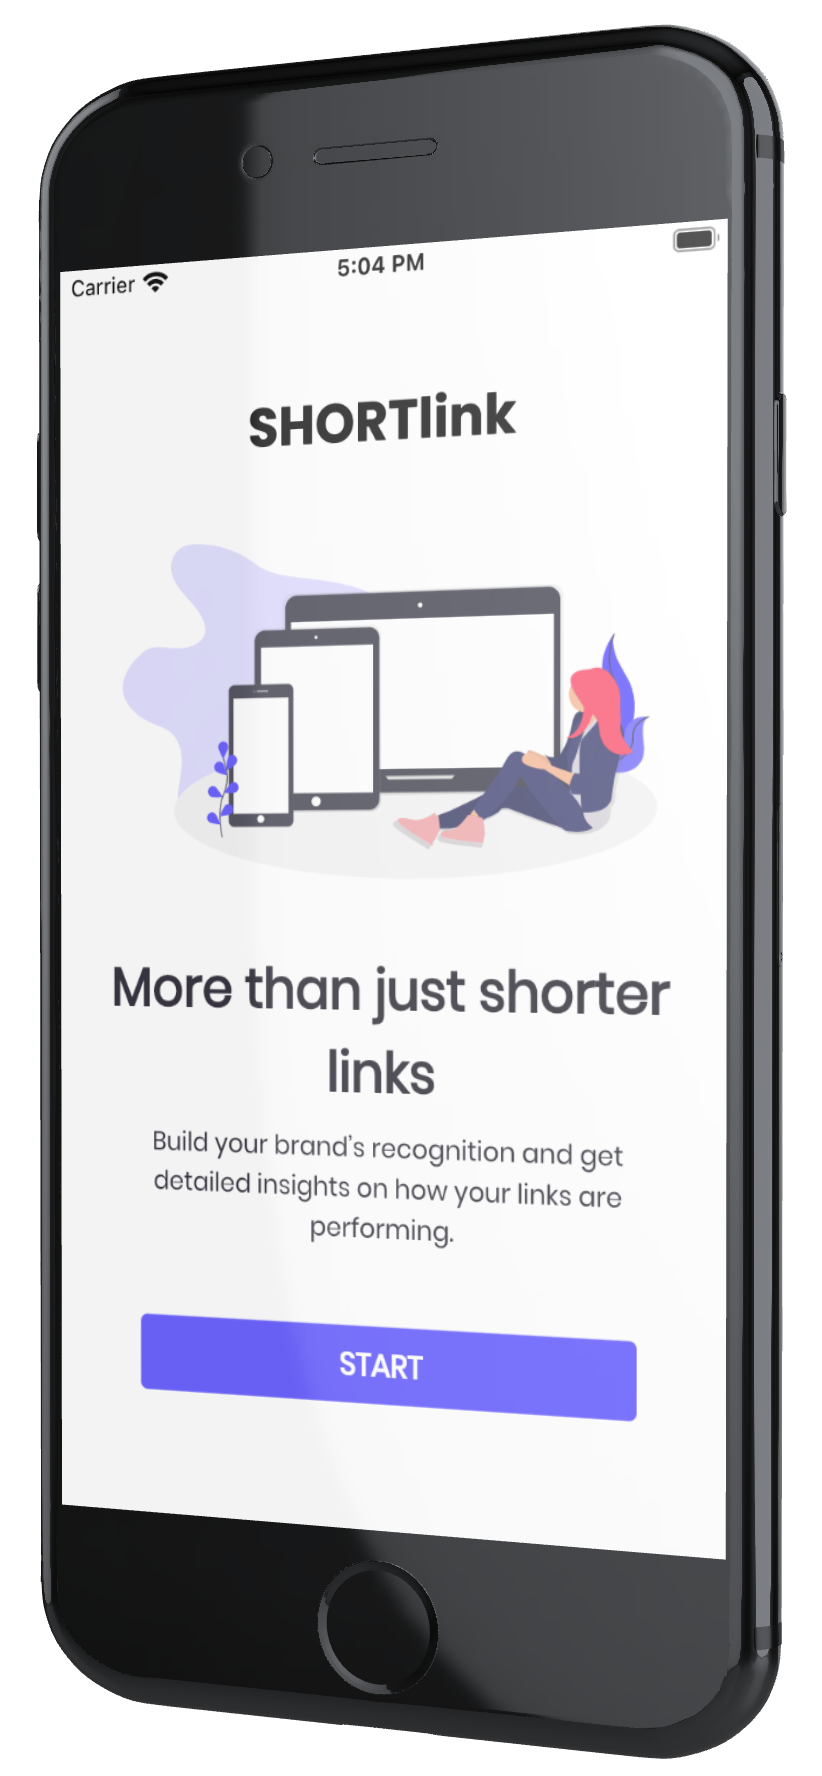 Carrier 5:04 PM
SHORTlink
More than just shorter
links
Build your brand's recognition and get
detailed insights on how your links are
performing.
START